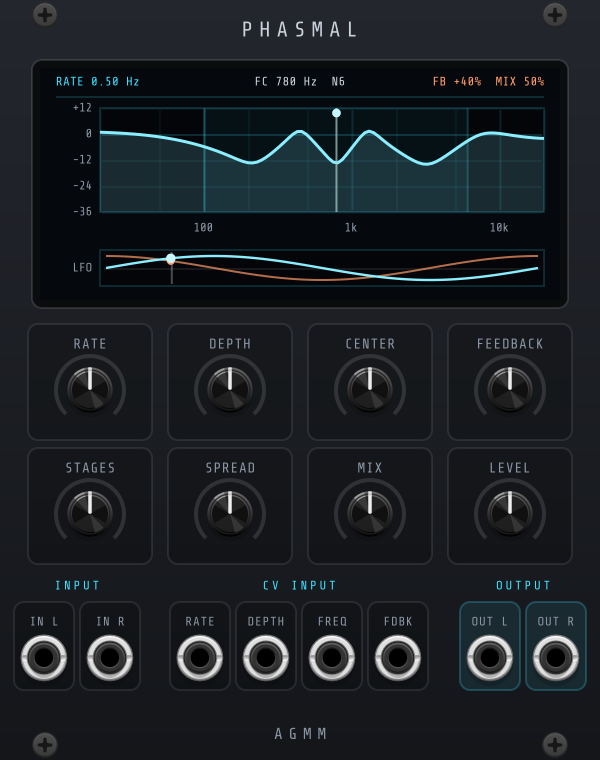 PHASMAL
RATE 0.50 Hz FC 780 Hz N6 FB +40% MIX 50%
+12
0
-12
-24
-36
100 1k 10k
LFO
RATE DEPTH CENTER FEEDBACK
STAGES SPREAD MIX LEVEL
INPUT CV INPUT OUTPUT
IN L IN R RATE DEPTH FREQ FDBK OUT L OUT R
AGMM